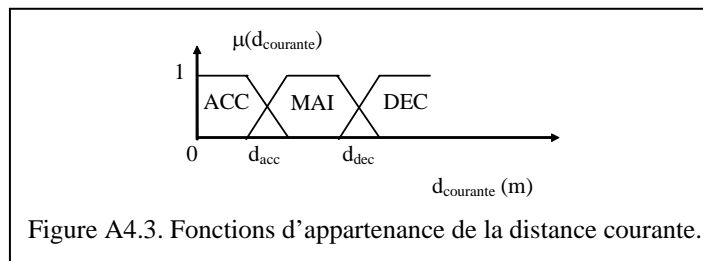 μ(d_courante)
1
ACC MAI DEC
0 d_acc d_dec
d_courante (m)
Figure A4.3. Fonctions d’appartenance de la distance courante.